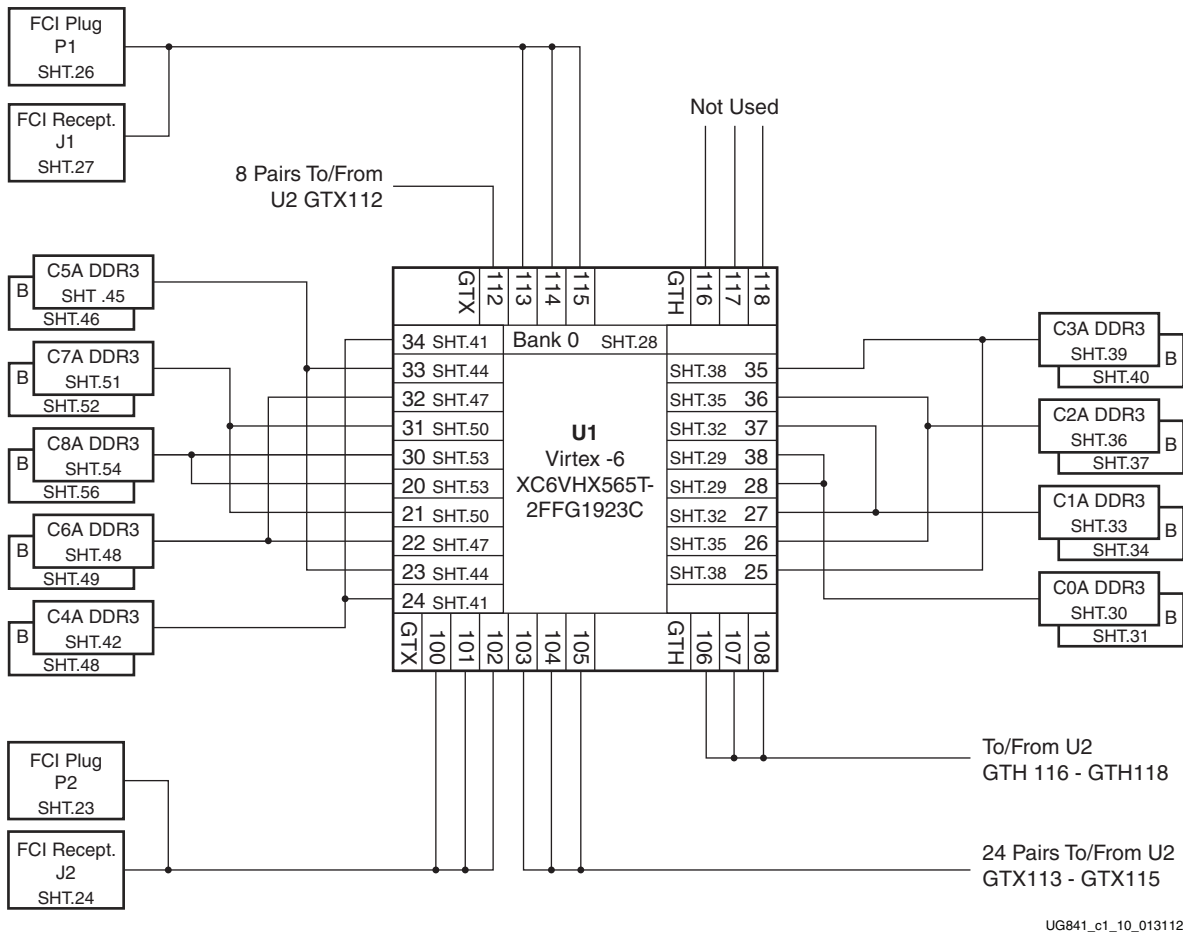 FCI Plug
P1
SHT.26
FCI Recept.
J1
SHT.27
Not Used
8 Pairs To/From
U2 GTX112
GTX
112
113
114
115
GTH
116
117
118
C5A DDR3
SHT .45
B
SHT.46
C7A DDR3
SHT.51
B
SHT.52
C8A DDR3
SHT.54
B
SHT.56
C6A DDR3
SHT.48
B
SHT.49
C4A DDR3
SHT.42
B
SHT.48
34 SHT.41
33 SHT.44
32 SHT.47
31 SHT.50
30 SHT.53
20 SHT.53
21 SHT.50
22 SHT.47
23 SHT.44
24 SHT.41
Bank 0 SHT.28
U1
Virtex -6
XC6VHX565T-
2FFG1923C
SHT.38 35
SHT.35 36
SHT.32 37
SHT.29 38
SHT.29 28
SHT.32 27
SHT.35 26
SHT.38 25
C3A DDR3
SHT.39
B
SHT.40
C2A DDR3
SHT.36
B
SHT.37
C1A DDR3
SHT.33
B
SHT.34
C0A DDR3
SHT.30
B
SHT.31
GTX
100
101
102
103
104
105
GTH
106
107
108
FCI Plug
P2
SHT.23
FCI Recept.
J2
SHT.24
To/From U2
GTH 116 - GTH118
24 Pairs To/From U2
GTX113 - GTX115
UG841_c1_10_013112